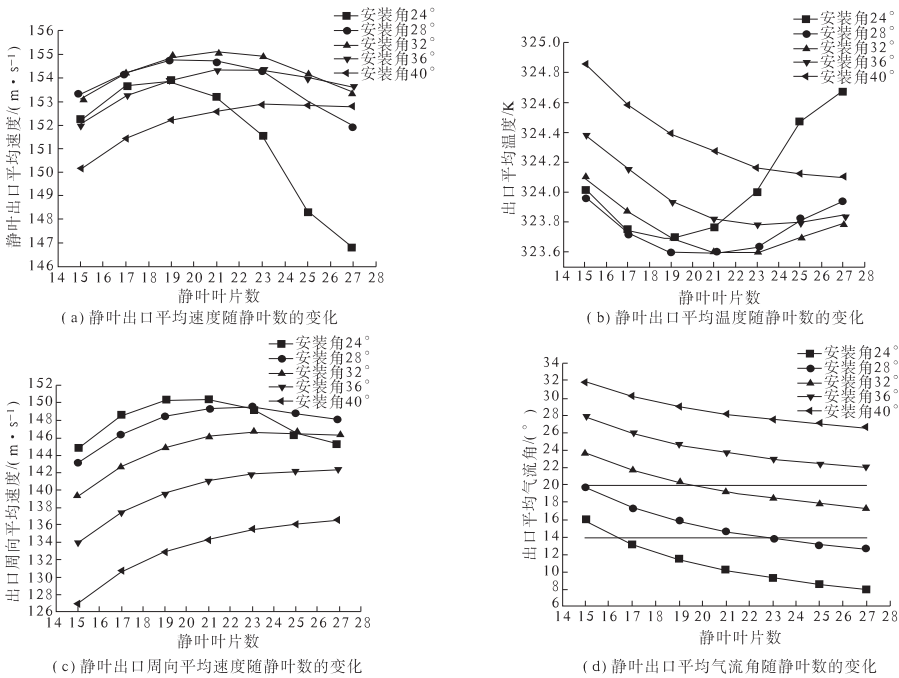 安装角24°
安装角28°
安装角32°
安装角36°
安装角40°
156
155
154
153
152
151
150
149
148
147
146
静叶出口平均速度/(m·s⁻¹)
14 15 16 17 18 19 20 21 22 23 24 25 26 27 28
静叶叶片数
(a)静叶出口平均速度随静叶数的变化
安装角24°
安装角28°
安装角32°
安装角36°
安装角40°
325.0
324.8
324.6
324.4
324.2
324.0
323.8
323.6
出口平均温度/K
14 15 16 17 18 19 20 21 22 23 24 25 26 27 28
静叶叶片数
(b)静叶出口平均温度随静叶数的变化
安装角24°
安装角28°
安装角32°
安装角36°
安装角40°
152
150
148
146
144
142
140
138
136
134
132
130
128
126
出口周向平均速度/(m·s⁻¹)
14 15 16 17 18 19 20 21 22 23 24 25 26 27 28
静叶叶片数
(c)静叶出口周向平均速度随静叶数的变化
安装角24°
安装角28°
安装角32°
安装角36°
安装角40°
34
32
30
28
26
24
22
20
18
16
14
12
10
8
6
出口平均气流角/(°)
14 15 16 17 18 19 20 21 22 23 24 25 26 27 28
静叶叶片数
(d)静叶出口平均气流角随静叶数的变化